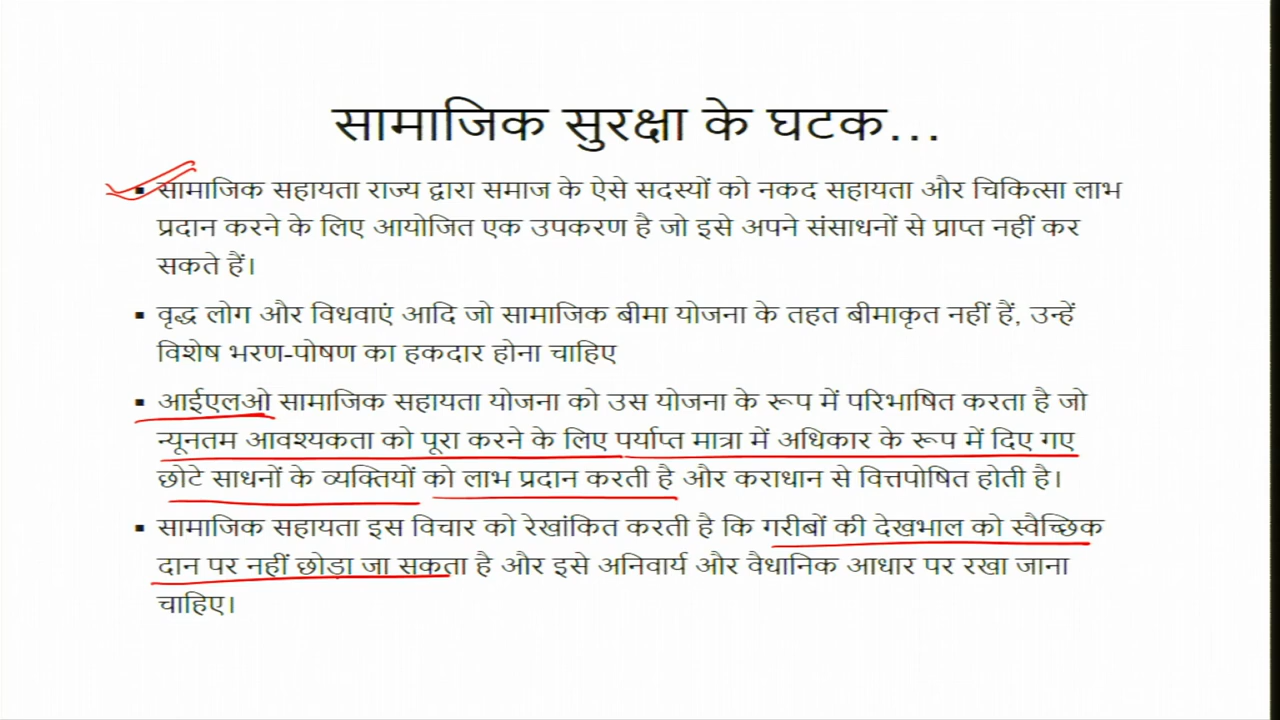 सामाजिक सुरक्षा के घटक...
▪ सामाजिक सहायता राज्य द्वारा समाज के ऐसे सदस्यों को नकद सहायता और चिकित्सा लाभ
प्रदान करने के लिए आयोजित एक उपकरण है जो इसे अपने संसाधनों से प्राप्त नहीं कर
सकते हैं।
▪ वृद्ध लोग और विधवाएं आदि जो सामाजिक बीमा योजना के तहत बीमाकृत नहीं हैं, उन्हें
विशेष भरण-पोषण का हकदार होना चाहिए
▪ आईएलओ सामाजिक सहायता योजना को उस योजना के रूप में परिभाषित करता है जो
न्यूनतम आवश्यकता को पूरा करने के लिए पर्याप्त मात्रा में अधिकार के रूप में दिए गए
छोटे साधनों के व्यक्तियों को लाभ प्रदान करती है और कराधान से वित्तपोषित होती है।
▪ सामाजिक सहायता इस विचार को रेखांकित करती है कि गरीबों की देखभाल को स्वैच्छिक
दान पर नहीं छोड़ा जा सकता है और इसे अनिवार्य और वैधानिक आधार पर रखा जाना
चाहिए।